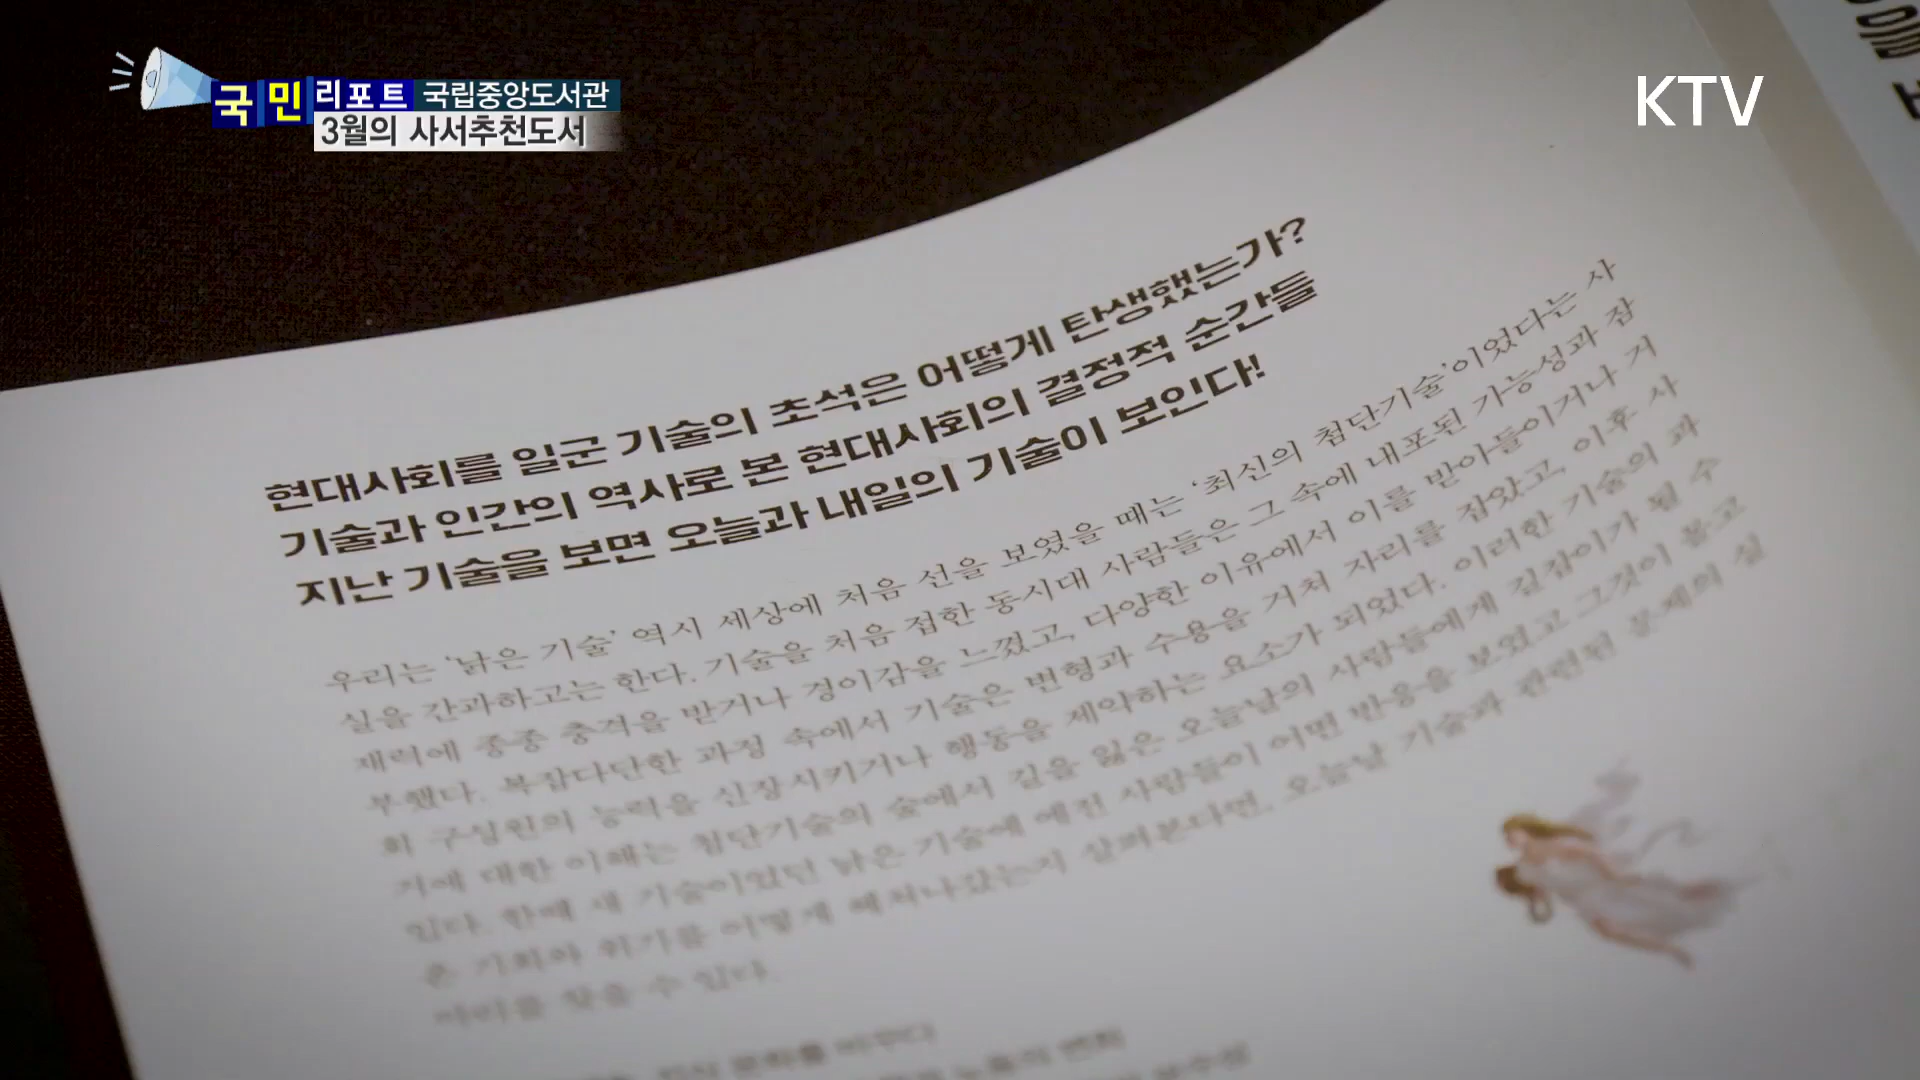 국민 리포트 국립중앙도서관
3월의 사서추천도서
KTV
현대사회를 일군 기술의 초석은 어떻게 탄생했는가?
기술과 인간의 역사로 본 현대사회의 결정적 순간들
지난 기술을 보면 오늘과 내일의 기술이 보인다!
우리는 ‘낡은 기술’ 역시 세상에 처음 선을 보였을 때는 ‘최신의 첨단기술’이었다는 사
실을 간과하고는 한다. 기술을 처음 접한 동시대 사람들은 그 속에 내포된 가능성과 잠
재력에 종종 충격을 받거나 경이감을 느꼈고, 다양한 이유에서 이를 받아들이거나 거
부했다. 복잡다단한 과정 속에서 기술은 변형과 수용을 거쳐 자리를 잡았고, 이후 사
회 구성원의 능력을 신장시키거나 행동을 제약하는 요소가 되었다. 이러한 기술의 과
거에 대한 이해는 첨단기술의 숲에서 길을 잃은 오늘날의 사람들에게 길잡이가 될 수
있다. 한때 새 기술이었던 낡은 기술에 예전 사람들이 어떤 반응을 보였고 그것이 몰고
온 기회와 위기를 어떻게 헤쳐나갔는지 살펴본다면, 오늘날 기술과 관련된 문제의 실
마리를 찾을 수 있다.